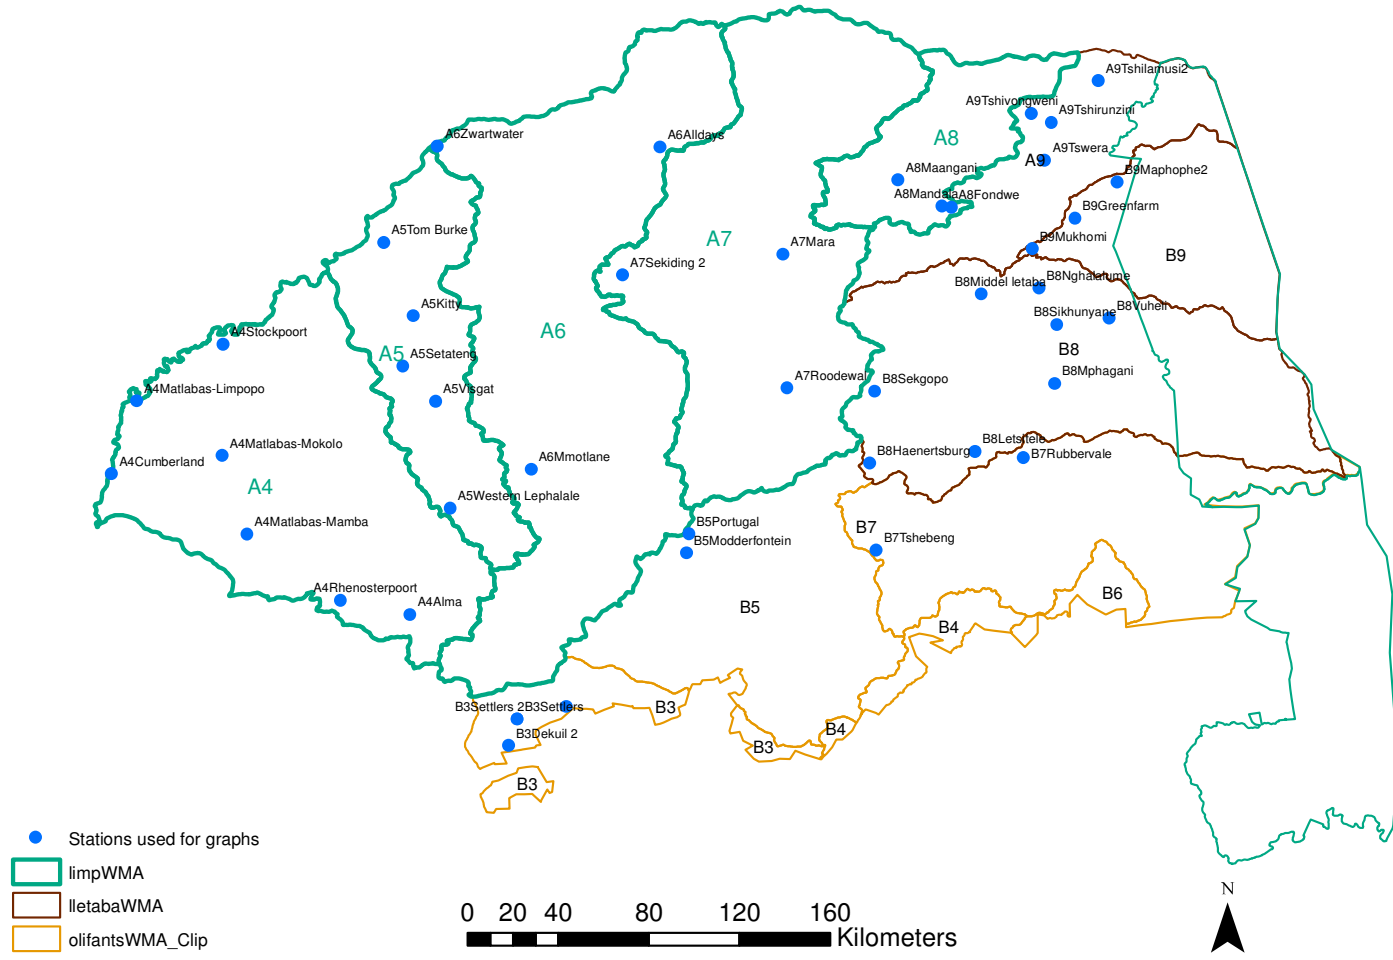 A9Tshilamusi2
A9Tshivongweni
A9Tshirunzini
A6Zwartwater
A6Alldays
A8
A9Tswera
A9
A8Maangani
B9Maphophe2
A8Mandala
A8Fondwe
B9Greenfarm
A5Tom Burke
A7
A7Mara
B9Mukhomi
B9
A7Sekiding 2
B8Middel letaba
B8Nghalalume
A5Kitty
B8Sikhunyane
B8Vuheli
A4Stockpoort
A6
A5
A5Setateng
B8
B8Mphagani
A4Matlabas-Limpopo
A5Visgat
A7Roodewal
B8Sekgopo
A4Matlabas-Mokolo
A4Cumberland
A6Mmotlane
B8Haenertsburg
B8Letsitele
B7Rubbervale
A4
A5Western Lephalale
A4Matlabas-Mamba
B5Portugal
B5Modderfontein
B7
B7Tshebeng
A4Rhenosterpoort
A4Alma
B5
B6
B4
B3Settlers 2B3Settlers
B3
B3Dekuil 2
B4
B3
B3
Stations used for graphs
limpWMA
lletabaWMA
olifantsWMA_Clip
0 20 40 80 120 160
Kilometers
N